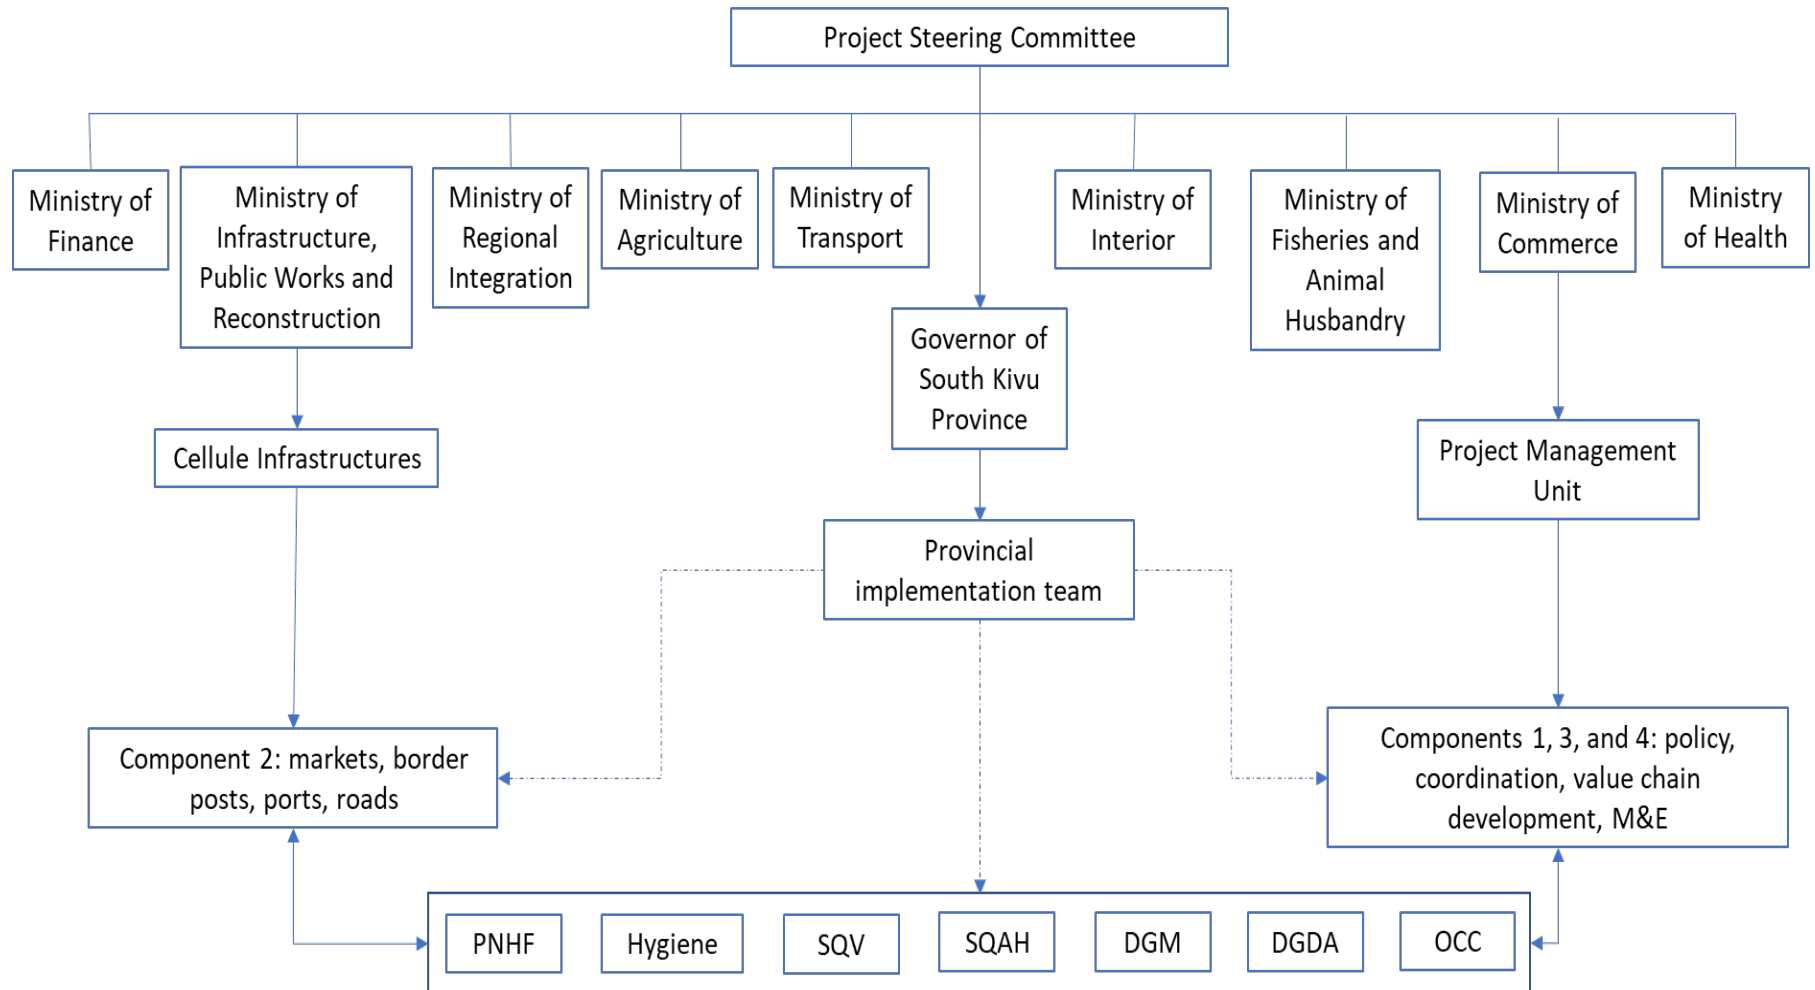 Project Steering Committee
Ministry of
Finance
Ministry of
Infrastructure,
Public Works and
Reconstruction
Ministry of
Regional
Integration
Ministry of
Agriculture
Ministry of
Transport
Ministry of
Interior
Ministry of
Fisheries and
Animal
Husbandry
Ministry of
Commerce
Ministry
of Health
Governor of
South Kivu
Province
Cellule Infrastructures
Project Management
Unit
Provincial
implementation team
Component 2: markets, border
posts, ports, roads
Components 1, 3, and 4: policy,
coordination, value chain
development, M&E
PNHF
Hygiene
SQV
SQAH
DGM
DGDA
OCC